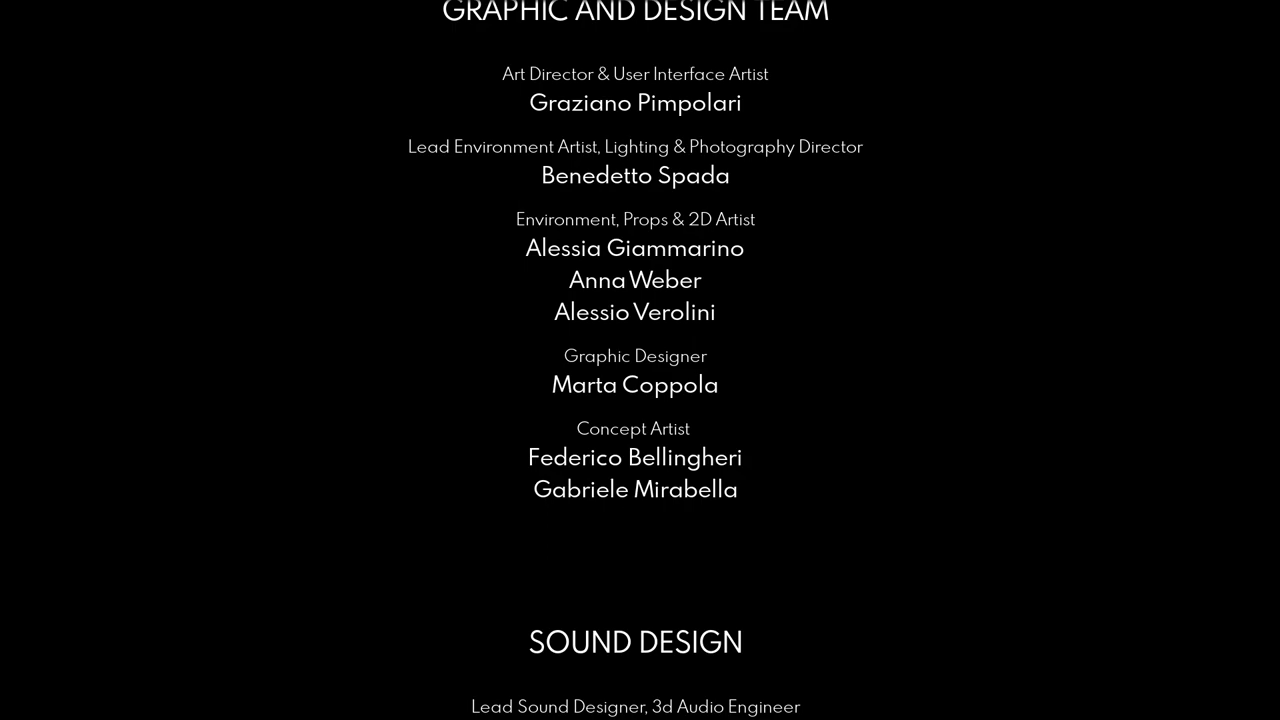 GRAPHIC AND DESIGN TEAM
Art Director & User Interface Artist
Graziano Pimpolari
Lead Environment Artist, Lighting & Photography Director
Benedetto Spada
Environment, Props & 2D Artist
Alessia Giammarino
Anna Weber
Alessio Verolini
Graphic Designer
Marta Coppola
Concept Artist
Federico Bellingheri
Gabriele Mirabella
SOUND DESIGN
Lead Sound Designer, 3d Audio Engineer